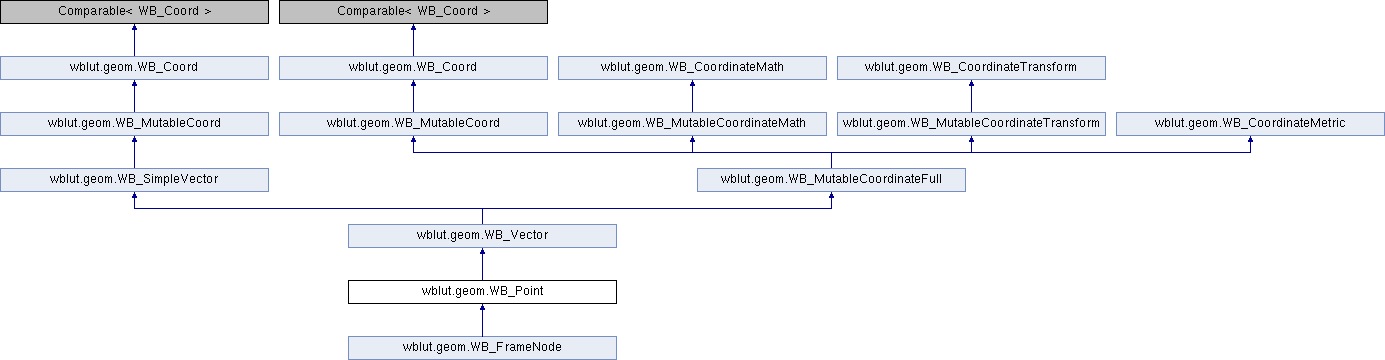 Comparable< WB_Coord >
Comparable< WB_Coord >
wblut.geom.WB_Coord
wblut.geom.WB_Coord
wblut.geom.WB_CoordinateMath
wblut.geom.WB_CoordinateTransform
wblut.geom.WB_MutableCoord
wblut.geom.WB_MutableCoord
wblut.geom.WB_MutableCoordinateMath
wblut.geom.WB_MutableCoordinateTransform
wblut.geom.WB_CoordinateMetric
wblut.geom.WB_SimpleVector
wblut.geom.WB_MutableCoordinateFull
wblut.geom.WB_Vector
wblut.geom.WB_Point
wblut.geom.WB_FrameNode